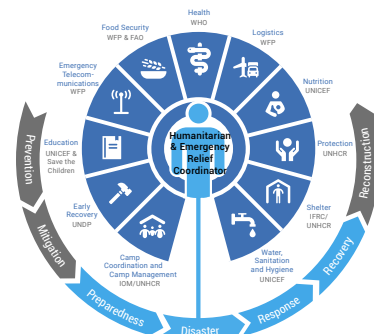 Health
WHO
Food Security
WFP & FAO
Logistics
WFP
Emergency
Telecom-
munications
WFP
Nutrition
UNICEF
Education
UNICEF &
Save the
Children
Humanitarian
& Emergency
Relief
Coordinator
Protection
UNHCR
Early
Recovery
UNDP
Shelter
IFRC/
UNHCR
Camp
Coordination and
Camp Management
IOM/UNHCR
Water,
Sanitation
and Hygiene
UNICEF
Prevention
Mitigation
Preparedness
Disaster
Response
Recovery
Reconstruction